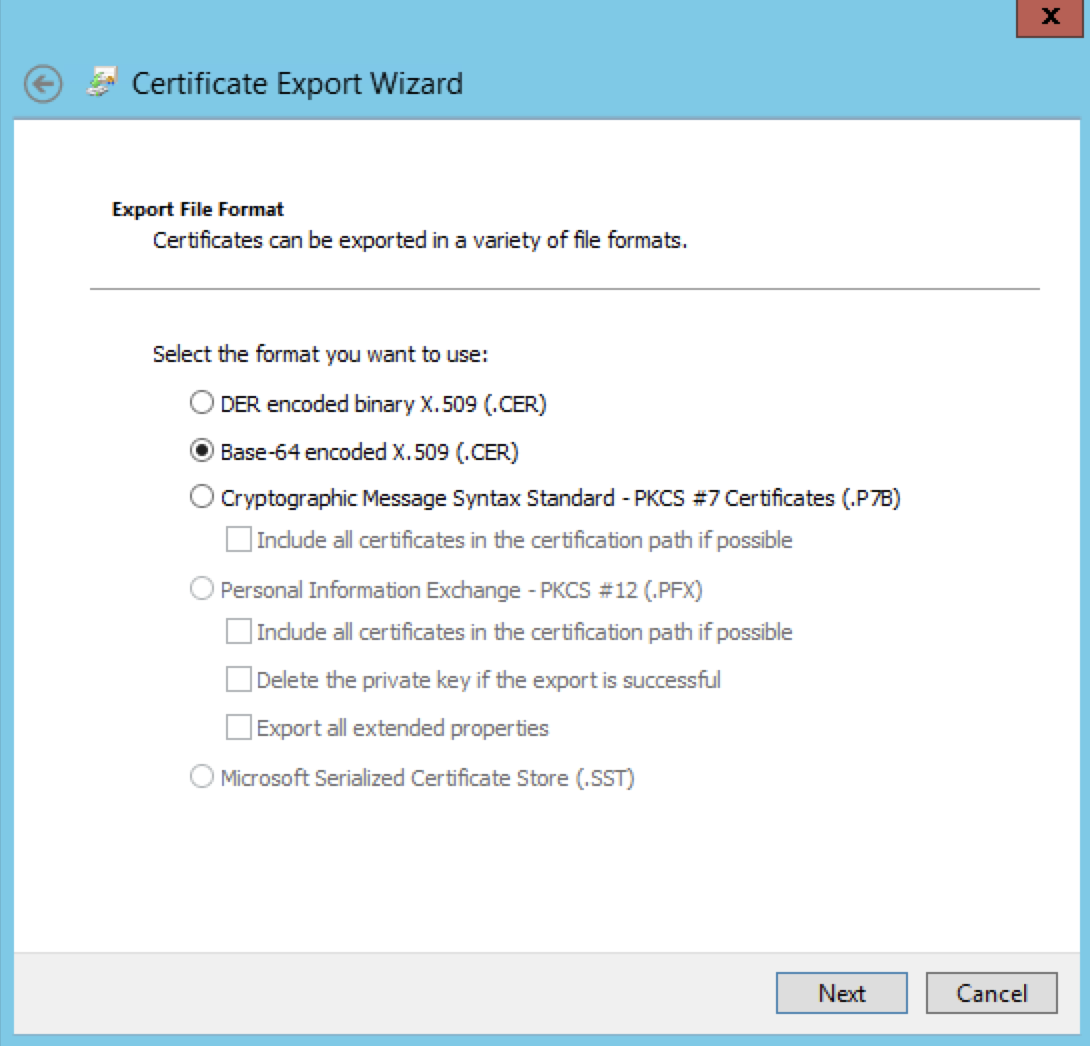 X
Certificate Export Wizard
Export File Format
Certificates can be exported in a variety of file formats.
Select the format you want to use:
DER encoded binary X.509 (.CER)
Base-64 encoded X.509 (.CER)
Cryptographic Message Syntax Standard - PKCS #7 Certificates (.P7B)
Include all certificates in the certification path if possible
Personal Information Exchange - PKCS #12 (.PFX)
Include all certificates in the certification path if possible
Delete the private key if the export is successful
Export all extended properties
Microsoft Serialized Certificate Store (.SST)
Next Cancel